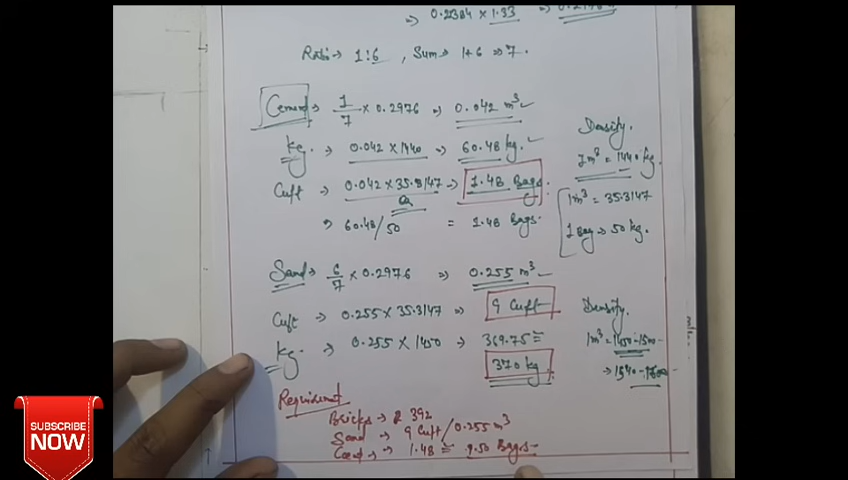 => 0.2384 × 1.33
Ratio → 1:6 , Sum → 1+6 => 7.
Cement → 1/7 × 0.2976 => 0.042 m³
Kg. → 0.042 × 1440 => 60.48 kg.
Cuft → 0.042 × 35.3147 → 1.48 Bags.
→ 60.48/50 = 1.48 Bags.
Density.
1m³ = 1440 kg.
1m³ = 35.3147
1 Bag → 50 kg.
Sand → 6/7 × 0.2976 => 0.255 m³
Cuft → 0.255 × 35.3147 → 9 Cuft
Kg. → 0.255 × 1450 → 369.75 ≅
370 kg
Density.
1m³ = 1450-1500
Requirement
Bricks → 392
Sand → 9 Cuft / 0.255 m³
→ 1.48 ≅ Bags
SUBSCRIBE
NOW